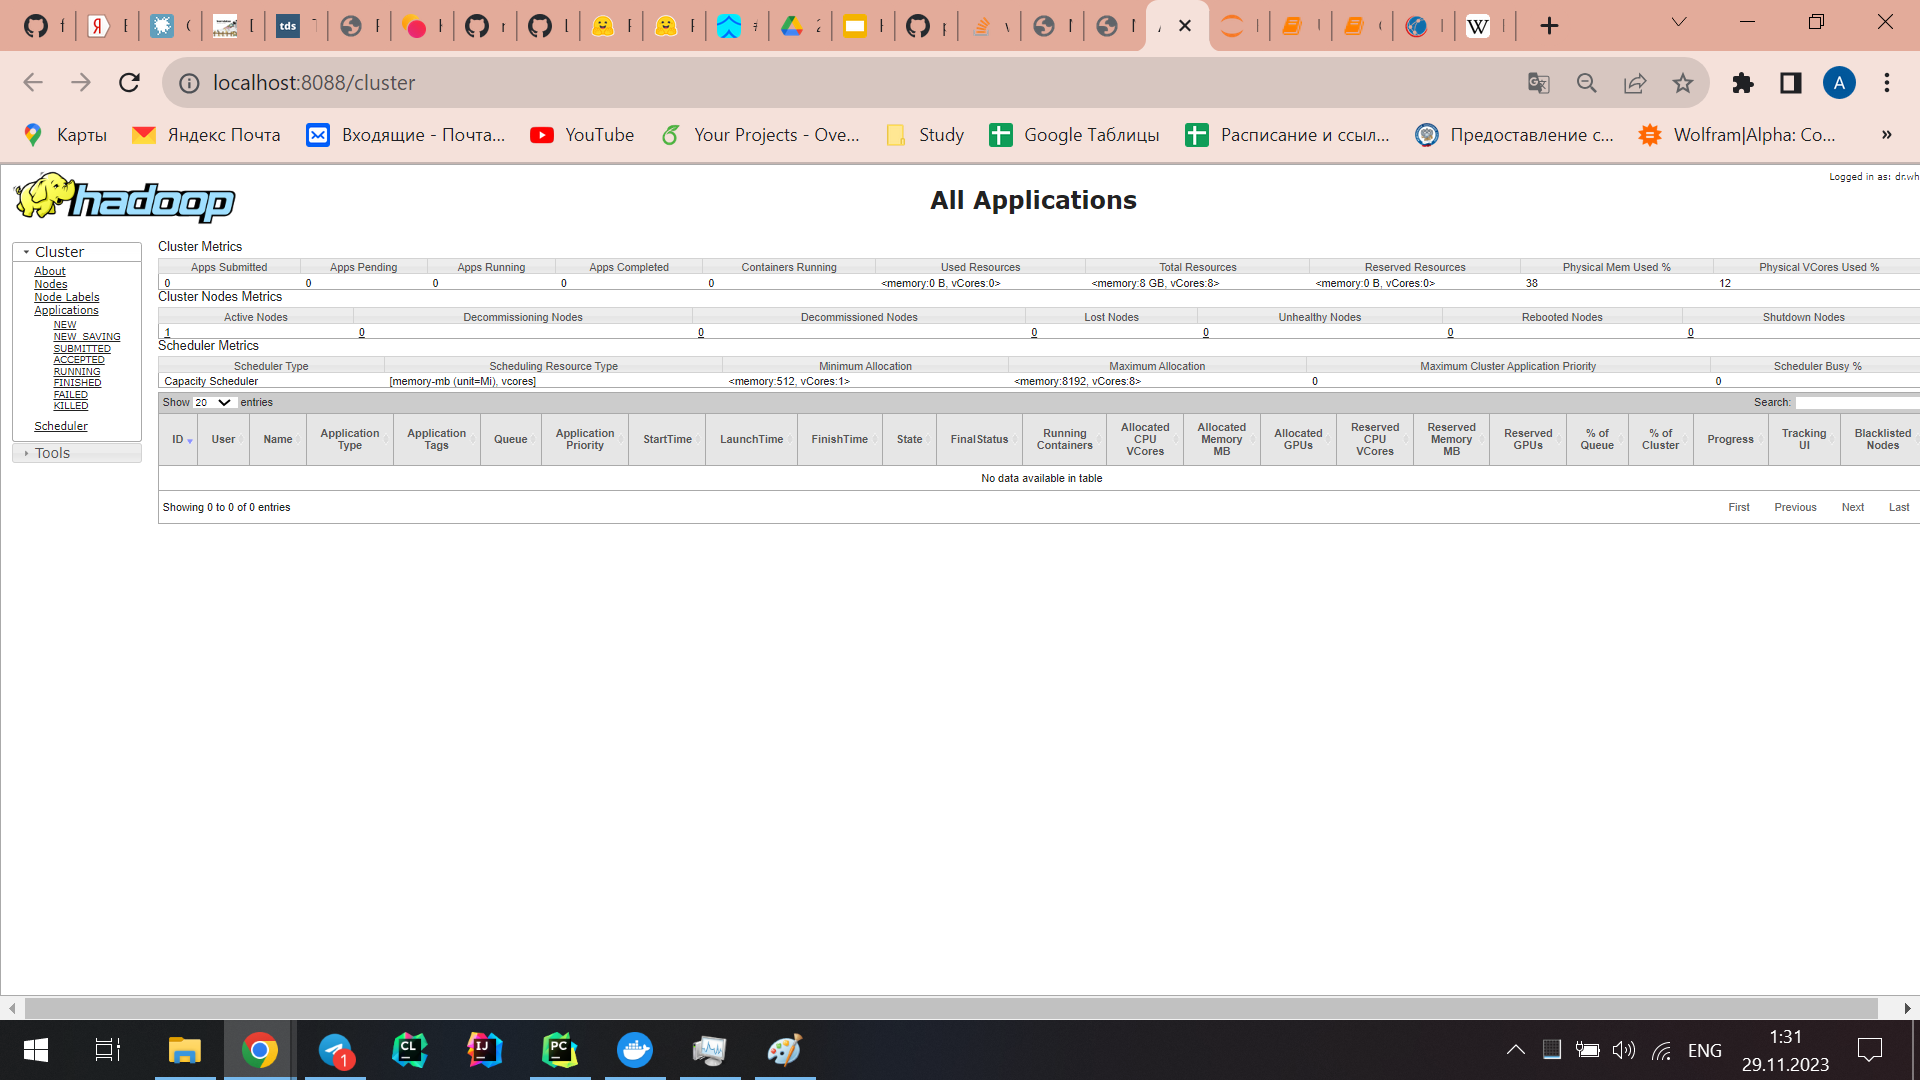 localhost:8088/cluster
A
Карты
Яндекс Почта
Входящие - Почта...
YouTube
Your Projects - Ove...
Study
Google Таблицы
Расписание и ссыл...
Предоставление с...
Wolfram|Alpha: Co...
»
hadoop
All Applications
Logged in as: dr.wh
Cluster
About
Nodes
Node Labels
Applications
NEW
NEW_SAVING
SUBMITTED
ACCEPTED
RUNNING
FINISHED
FAILED
KILLED
Scheduler
Tools
Cluster Metrics
Apps Submitted Apps Pending Apps Running Apps Completed Containers Running Used Resources Total Resources Reserved Resources Physical Mem Used % Physical VCores Used %
0 0 0 0 0 <memory:0 B, vCores:0> <memory:8 GB, vCores:8> <memory:0 B, vCores:0> 38 12
Cluster Nodes Metrics
Active Nodes Decommissioning Nodes Decommissioned Nodes Lost Nodes Unhealthy Nodes Rebooted Nodes Shutdown Nodes
1 0 0 0 0 0 0
Scheduler Metrics
Scheduler Type Scheduling Resource Type Minimum Allocation Maximum Allocation Maximum Cluster Application Priority Scheduler Busy %
Capacity Scheduler [memory-mb (unit=Mi), vcores] <memory:512, vCores:1> <memory:8192, vCores:8> 0 0
Show 20 entries Search:
ID User Name Application Type Application Tags Queue Application Priority StartTime LaunchTime FinishTime State FinalStatus Running Containers Allocated CPU VCores Allocated Memory MB Allocated GPUs Reserved CPU VCores Reserved Memory MB Reserved GPUs % of Queue % of Cluster Progress Tracking UI Blacklisted Nodes
No data available in table
Showing 0 to 0 of 0 entries First Previous Next Last
1
CL
IJ
PC
ENG
1:31
29.11.2023